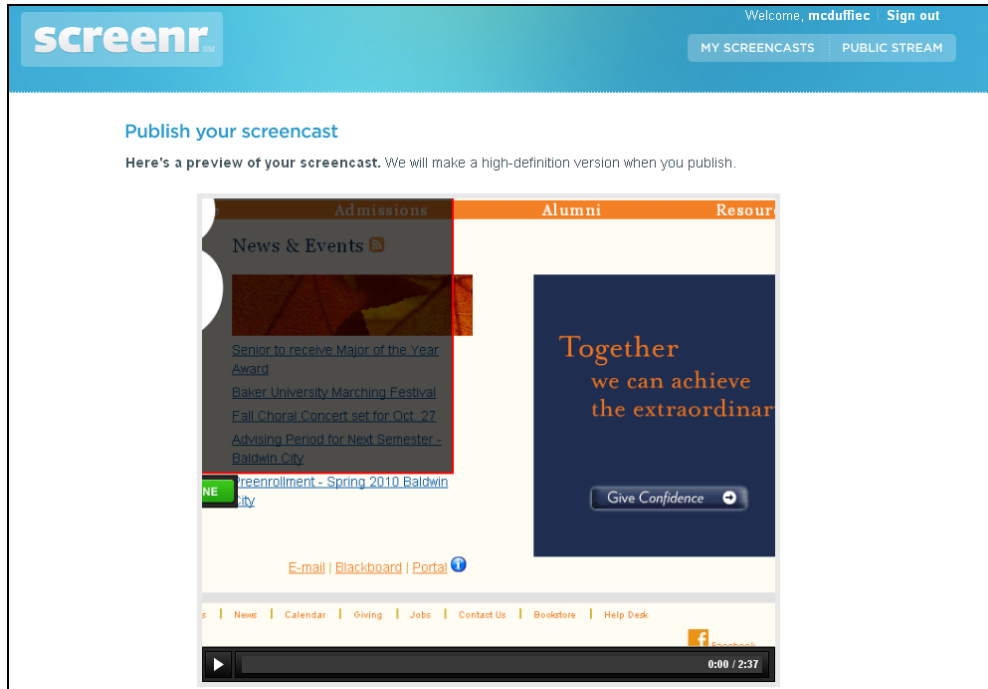 Welcome, mcduffiec | Sign out
screenr SM
MY SCREENCASTS PUBLIC STREAM
Publish your screencast
Here's a preview of your screencast. We will make a high-definition version when you publish.
Admissions Alumni Resour
News & Events
Senior to receive Major of the Year
Award
Baker University Marching Festival
Fall Choral Concert set for Oct. 27
Advising Period for Next Semester -
Baldwin City
Preenrollment - Spring 2010 Baldwin
City
NE
Together
we can achieve
the extraordinar
Give Confidence
E-mail | Blackboard | Portal
s | News | Calendar | Giving | Jobs | Contact Us | Bookstore | Help Desk
Facebook
0:00 / 2:37